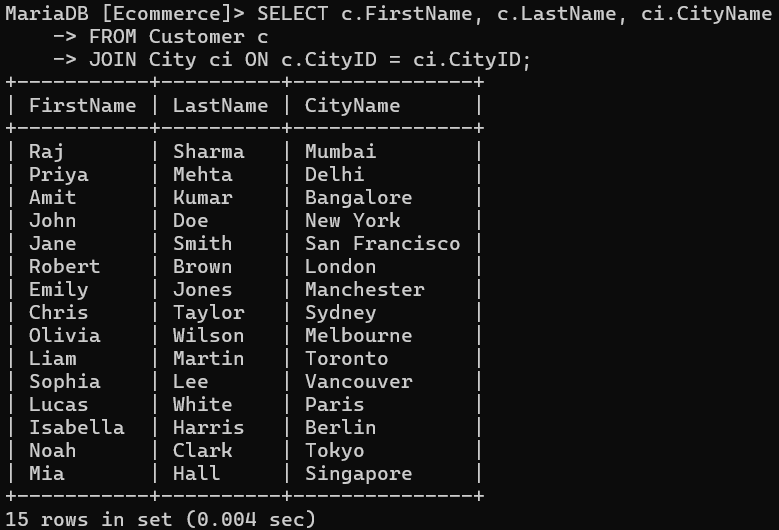 MariaDB [Ecommerce]> SELECT c.FirstName, c.LastName, ci.CityName
    -> FROM Customer c
    -> JOIN City ci ON c.CityID = ci.CityID;
+-----------+----------+---------------+
| FirstName | LastName | CityName      |
+-----------+----------+---------------+
| Raj       | Sharma   | Mumbai        |
| Priya     | Mehta    | Delhi         |
| Amit      | Kumar    | Bangalore     |
| John      | Doe      | New York      |
| Jane      | Smith    | San Francisco |
| Robert    | Brown    | London        |
| Emily     | Jones    | Manchester    |
| Chris     | Taylor   | Sydney        |
| Olivia    | Wilson   | Melbourne     |
| Liam      | Martin   | Toronto       |
| Sophia    | Lee      | Vancouver     |
| Lucas     | White    | Paris         |
| Isabella  | Harris   | Berlin        |
| Noah      | Clark    | Tokyo         |
| Mia       | Hall     | Singapore     |
+-----------+----------+---------------+
15 rows in set (0.004 sec)